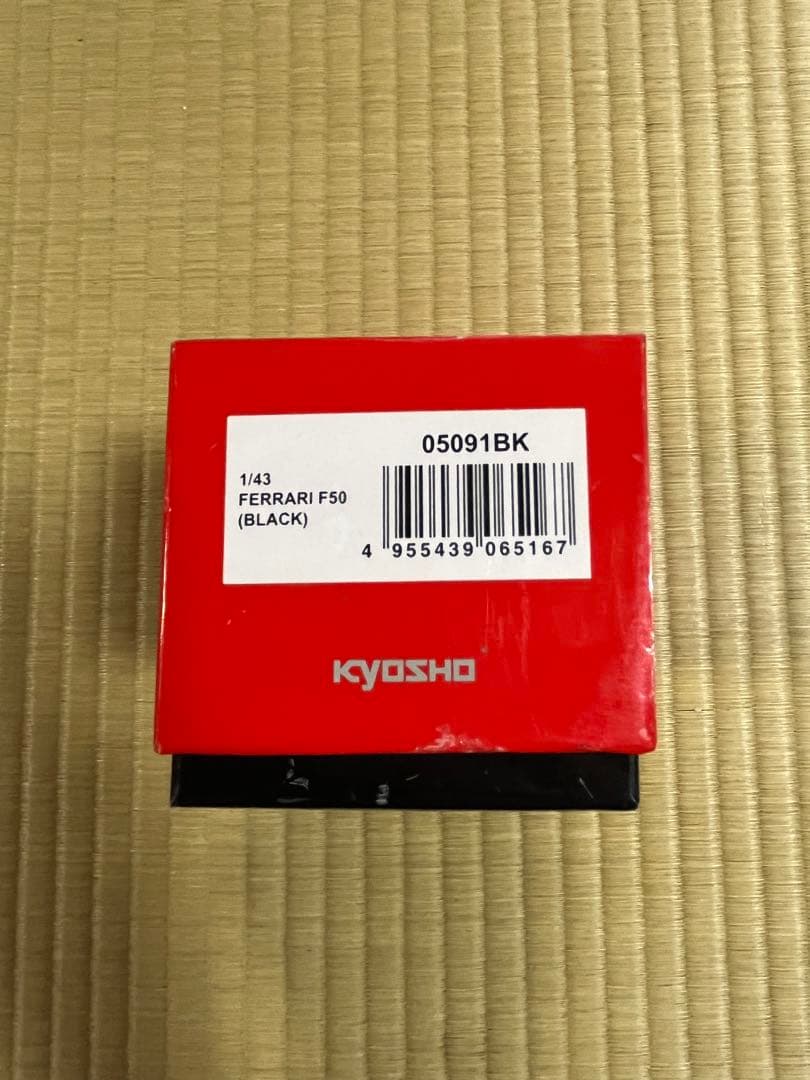 05091BK
1/43
FERRARI F50
(BLACK)
4 955439 065167
KYOSHO